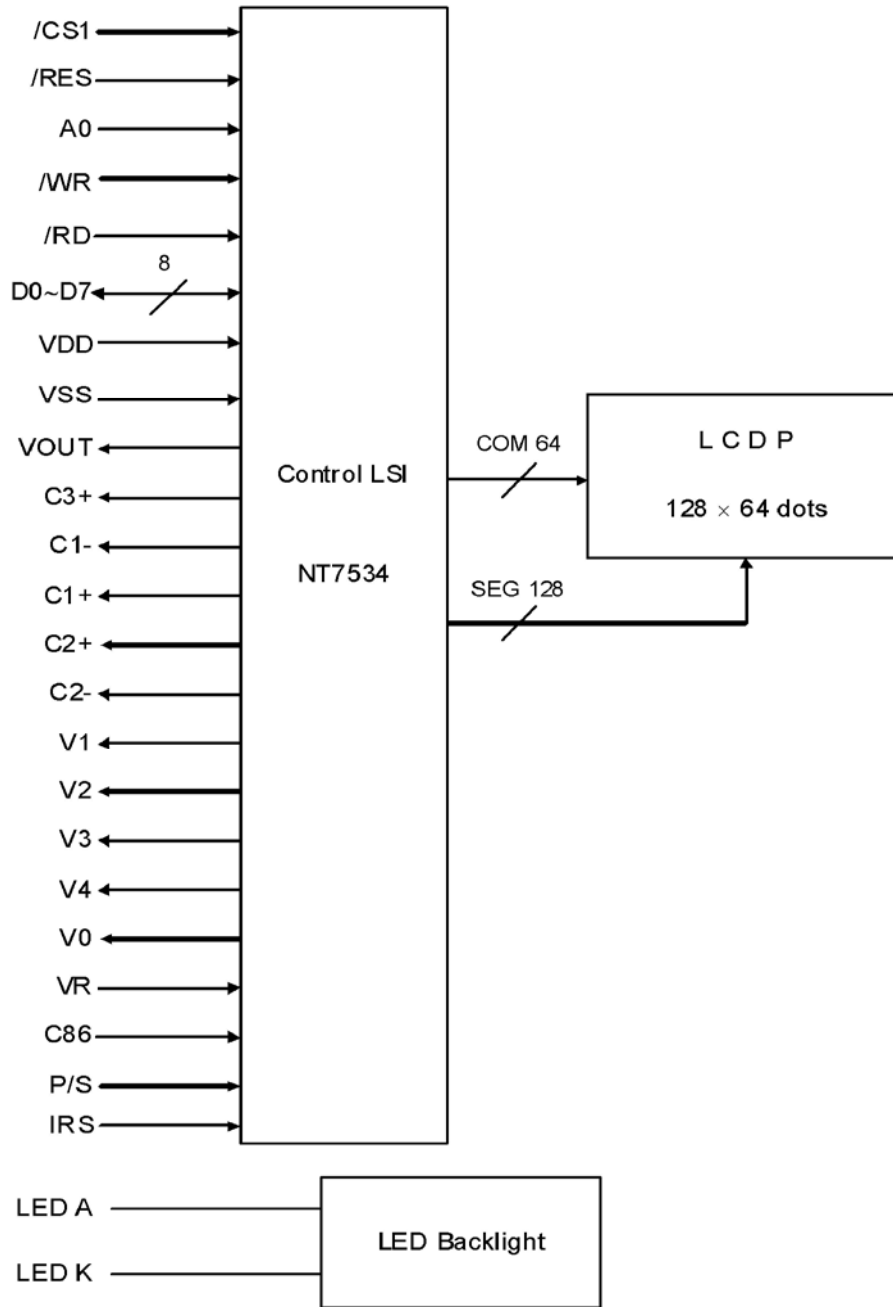 /CS1
/RES
A0
/WR
/RD
8
D0~D7
VDD
VSS
VOUT
C3+
C1-
C1+
C2+
C2-
V1
V2
V3
V4
V0
VR
C86
P/S
IRS
Control LSI
NT7534
COM 64
SEG 128
L C D P
128 × 64 dots
LED A
LED K
LED Backlight